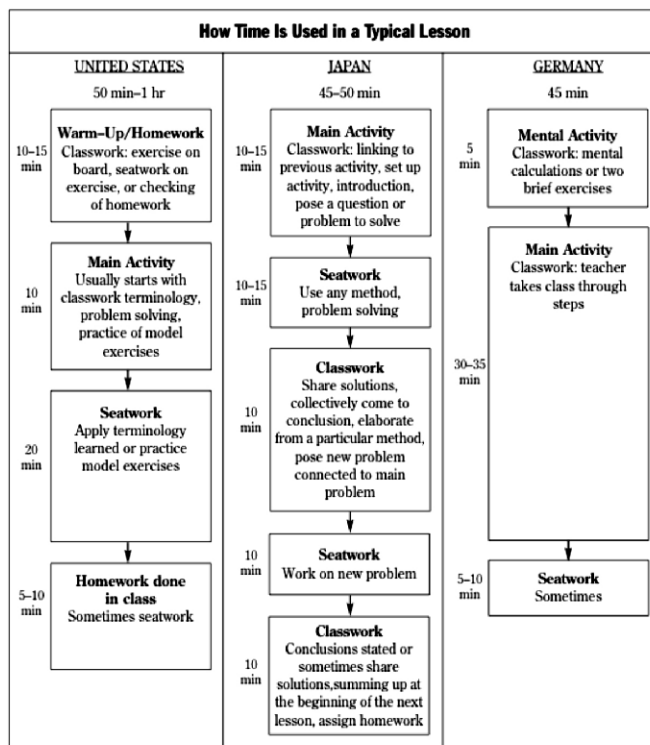 How Time Is Used in a Typical Lesson
UNITED STATES
50 min–1 hr
10–15
min
Warm–Up/Homework
Classwork: exercise on
board, seatwork on
exercise, or checking
of homework
10
min
Main Activity
Usually starts with
classwork terminology,
problem solving,
practice of model
exercises
20
min
Seatwork
Apply terminology
learned or practice
model exercises
5–10
min
Homework done
in class
Sometimes seatwork
JAPAN
45–50 min
10–15
min
Main Activity
Classwork: linking to
previous activity, set up
activity, introduction,
pose a question or
problem to solve
10–15
min
Seatwork
Use any method,
problem solving
10
min
Classwork
Share solutions,
collectively come to
conclusion, elaborate
from a particular method,
pose new problem
connected to main
problem
10
min
Seatwork
Work on new problem
10
min
Classwork
Conclusions stated or
sometimes share
solutions,summing up at
the beginning of the next
lesson, assign homework
GERMANY
45 min
5
min
Mental Activity
Classwork: mental
calculations or two
brief exercises
30–35
min
Main Activity
Classwork: teacher
takes class through
steps
5–10
min
Seatwork
Sometimes